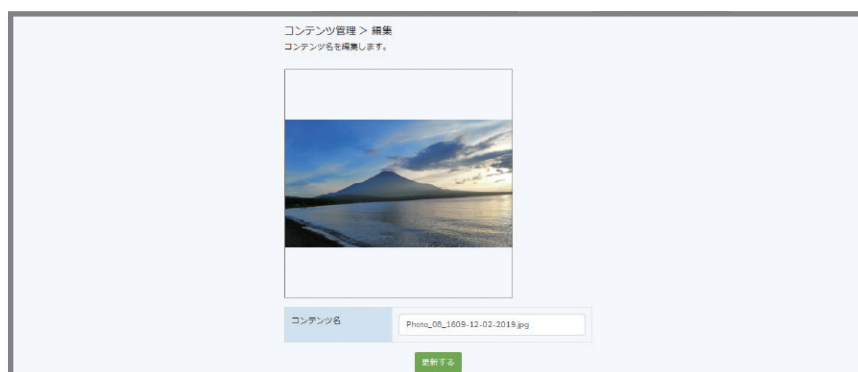 コンテンツ管理 > 編集
コンテンツ名を編集します。
コンテンツ名
Photo_08_1609-12-02-2019.jpg
更新する